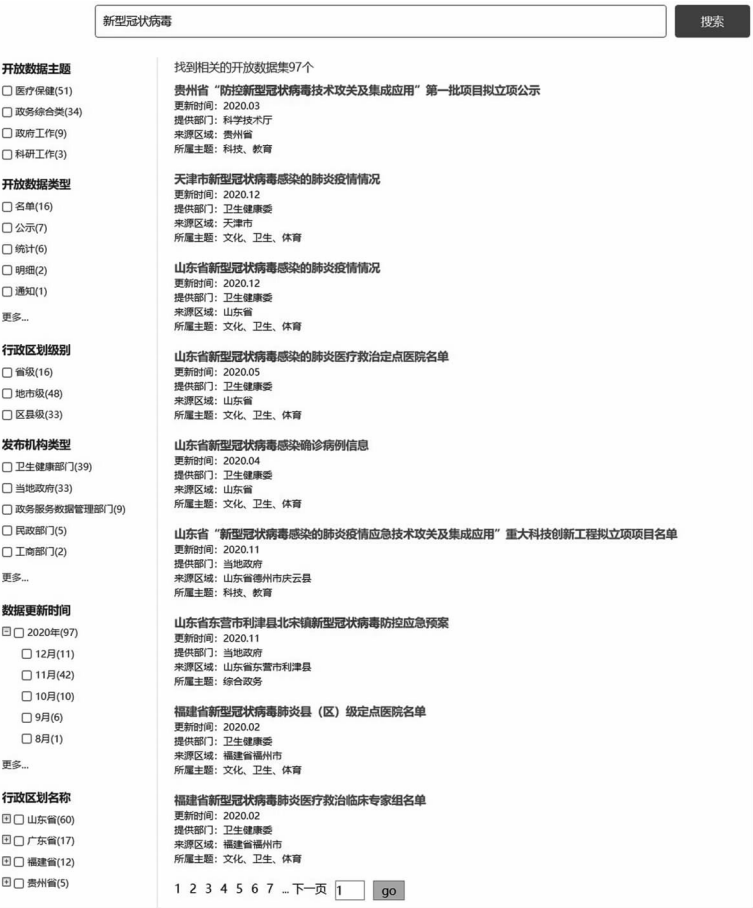 新型冠状病毒
搜索
开放数据主题
医疗保健(51)
政务综合类(34)
政府工作(9)
科研工作(3)
开放数据类型
名单(16)
公示(7)
统计(6)
明细(2)
通知(1)
更多...
行政区划级别
省级(16)
地市级(48)
区县级(33)
发布机构类型
卫生健康部门(39)
当地政府(33)
政务服务数据管理部门(9)
民政部门(5)
工商部门(2)
更多...
数据更新时间
2020年(97)
12月(11)
11月(42)
10月(10)
9月(6)
8月(1)
更多...
行政区划名称
山东省(60)
广东省(17)
福建省(12)
贵州省(5)
找到相关的开放数据集97个
贵州省“防控新型冠状病毒技术攻关及集成应用”第一批项目拟立项公示
更新时间：2020.03
提供部门：科学技术厅
来源区域：贵州省
所属主题：科技、教育
天津市新型冠状病毒感染的肺炎疫情情况
更新时间：2020.12
提供部门：卫生健康委
来源区域：天津市
所属主题：文化、卫生、体育
山东省新型冠状病毒感染的肺炎疫情情况
更新时间：2020.12
提供部门：卫生健康委
来源区域：山东省
所属主题：文化、卫生、体育
山东省新型冠状病毒感染的肺炎医疗救治定点医院名单
更新时间：2020.05
提供部门：卫生健康委
来源区域：山东省
所属主题：文化、卫生、体育
山东省新型冠状病毒感染确诊病例信息
更新时间：2020.04
提供部门：卫生健康委
来源区域：山东省
所属主题：文化、卫生、体育
山东省“新型冠状病毒感染的肺炎疫情应急技术攻关及集成应用”重大科技创新工程拟立项项目名单
更新时间：2020.11
提供部门：当地政府
来源区域：山东省德州市庆云县
所属主题：科技、教育
山东省东营市利津县北宋镇新型冠状病毒防控应急预案
更新时间：2020.11
提供部门：当地政府
来源区域：山东省东营市利津县
所属主题：综合政务
福建省新型冠状病毒肺炎县（区）级定点医院名单
更新时间：2020.02
提供部门：卫生健康委
来源区域：福建省福州市
所属主题：文化、卫生、体育
福建省新型冠状病毒肺炎医疗救治临床专家组名单
更新时间：2020.02
提供部门：卫生健康委
来源区域：福建省福州市
所属主题：文化、卫生、体育
1 2 3 4 5 6 7 ...下一页 1 go